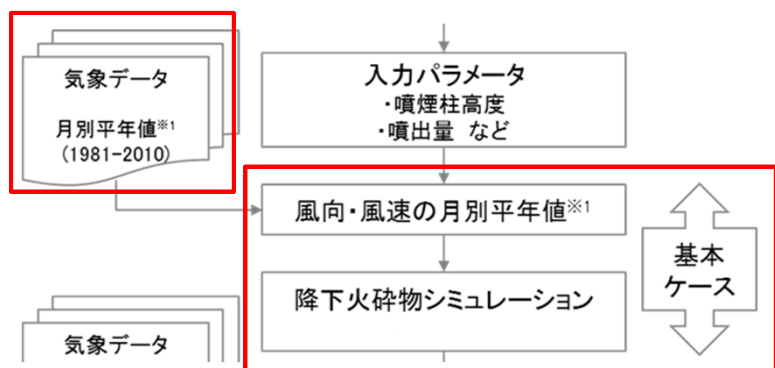 気象データ
月別平年値※1
(1981-2010)
入力パラメータ
・噴煙柱高度
・噴出量 など
風向・風速の月別平年値※1
降下火砕物シミュレーション
基本
ケース
気象データ